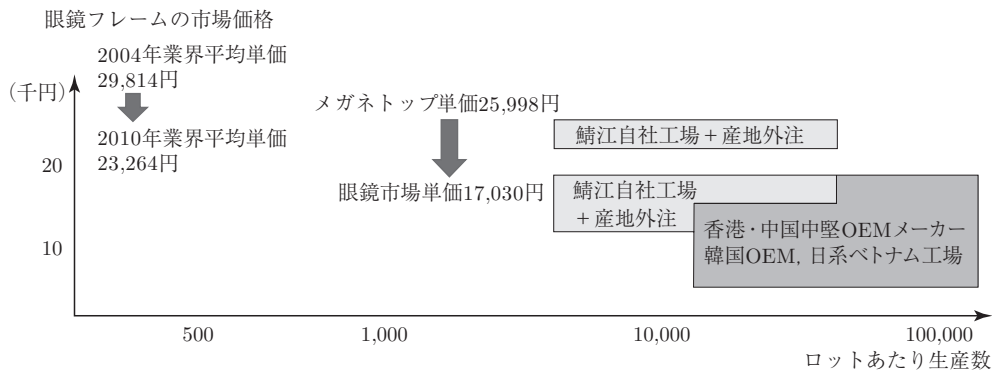 眼鏡フレームの市場価格
2004年業界平均単価
29,814円
(千円)
メガネトップ単価25,998円
鯖江自社工場＋産地外注
2010年業界平均単価
23,264円
20
眼鏡市場単価17,030円
鯖江自社工場
＋産地外注
香港・中国中堅OEMメーカー
韓国OEM, 日系ベトナム工場
10
500
1,000
10,000
100,000
ロットあたり生産数